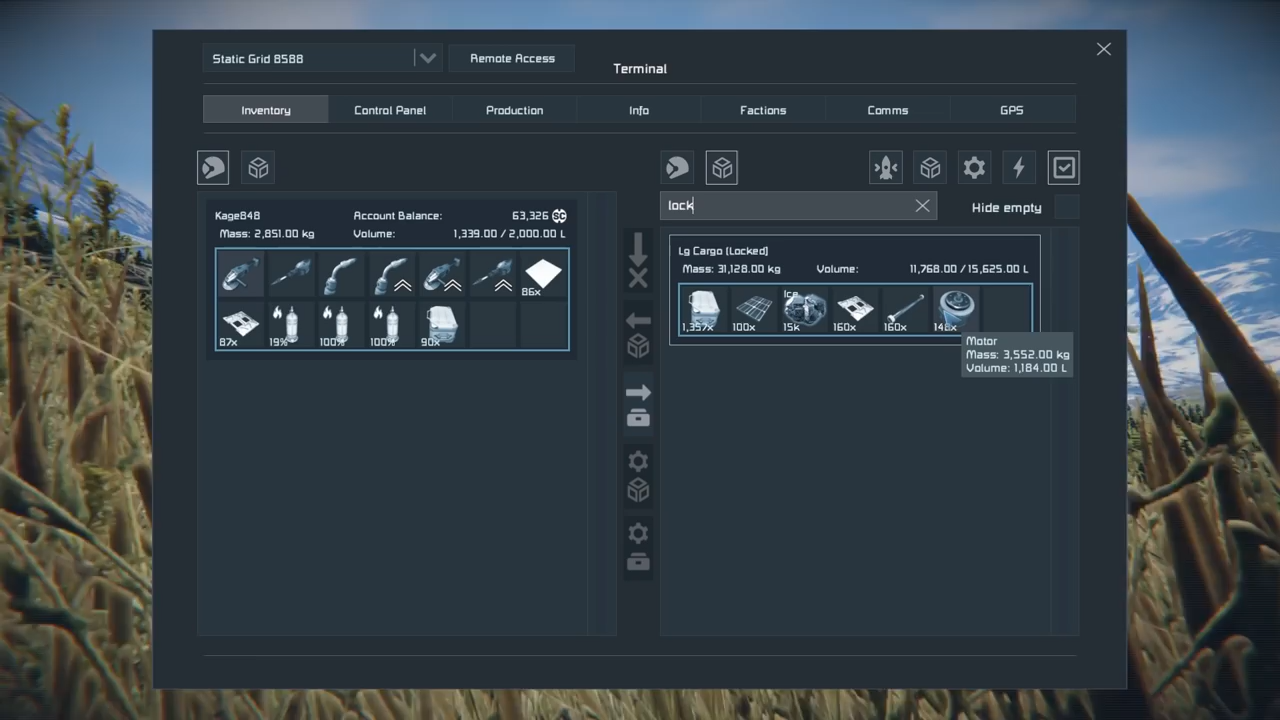 Static Grid 8588
Remote Access
Terminal
Inventory
Control Panel
Production
Info
Factions
Comms
GPS
lock
Hide empty
Kage848
Account Balance:
63,326 SC
Mass: 2,851.00 kg
Volume:
1,339.00 / 2,000.00 L
86x
87x
19%
100%
100%
90x
Lg Cargo [Locked]
Mass: 31,128.00 kg
Volume:
11,768.00 / 15,625.00 L
1,357x
100x
Ice
15k
160x
160x
148x
Motor
Mass: 3,552.00 kg
Volume: 1,184.00 L